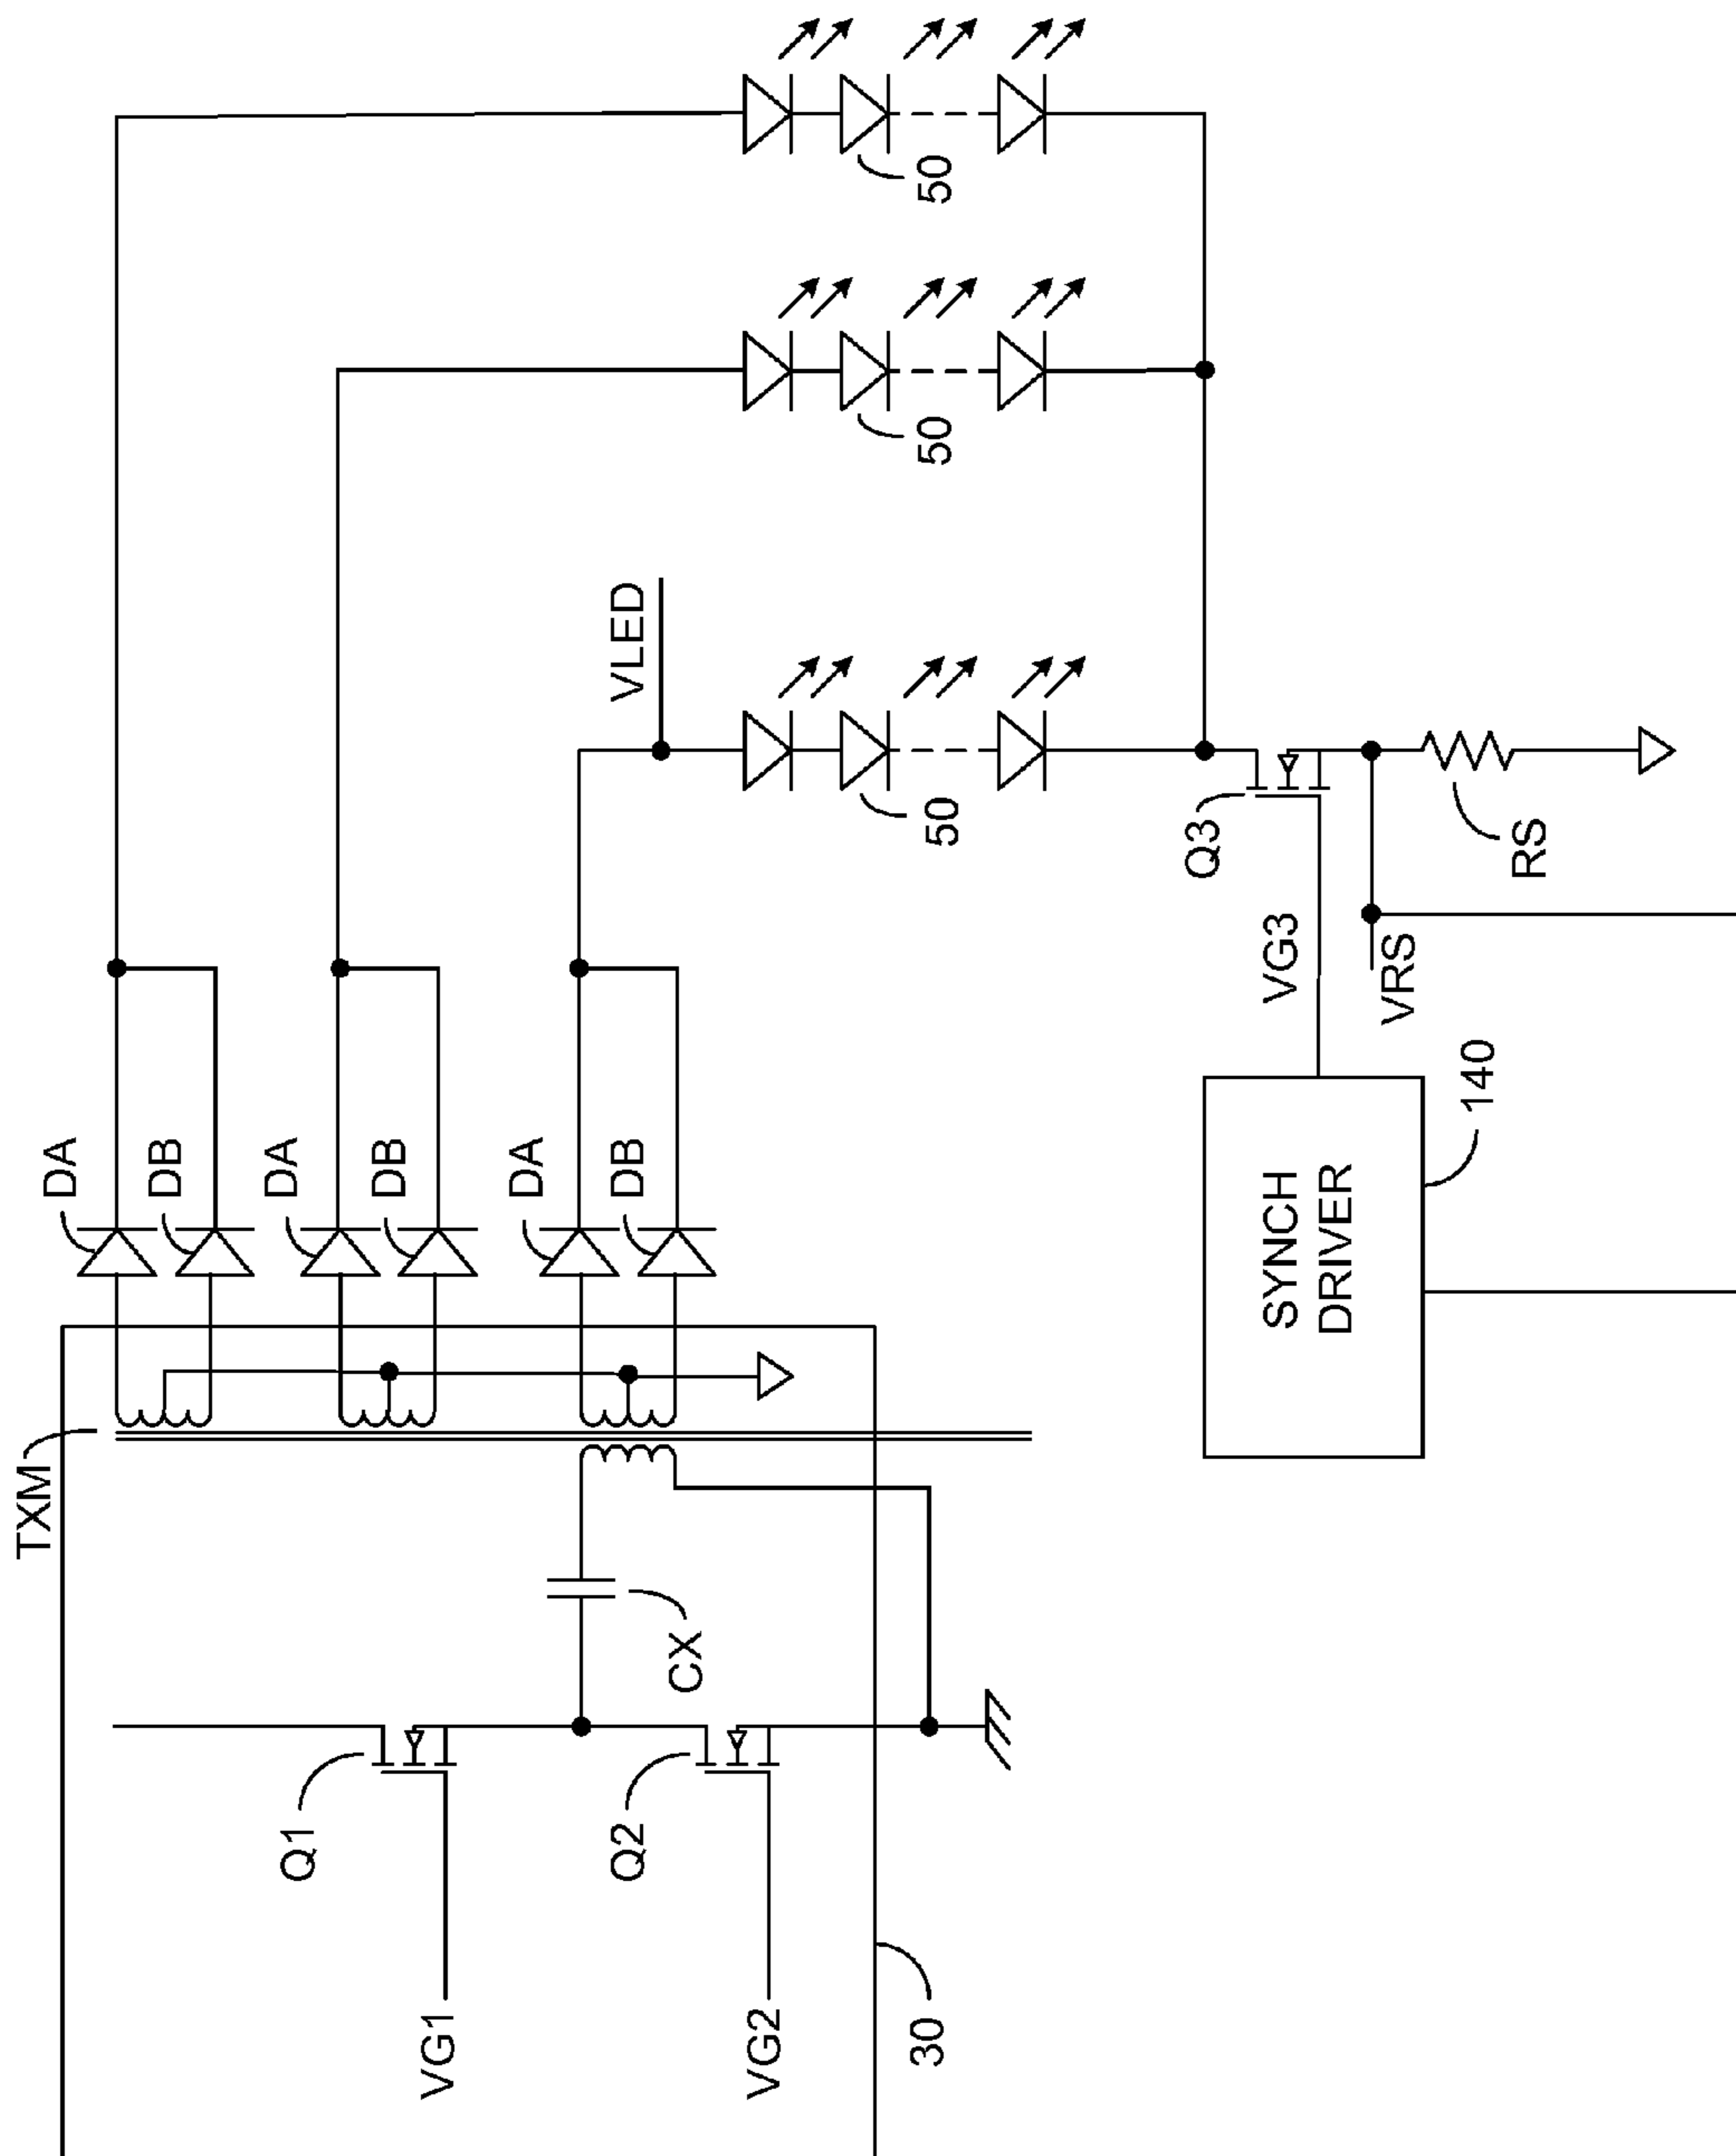 TXM
DA
DB
DA
DB
DA
DB
VLED
50
50
50
Q1
VG1
Q2
VG2
CX
30
Q3
VG3
VRS
RS
SYNCH
DRIVER
140